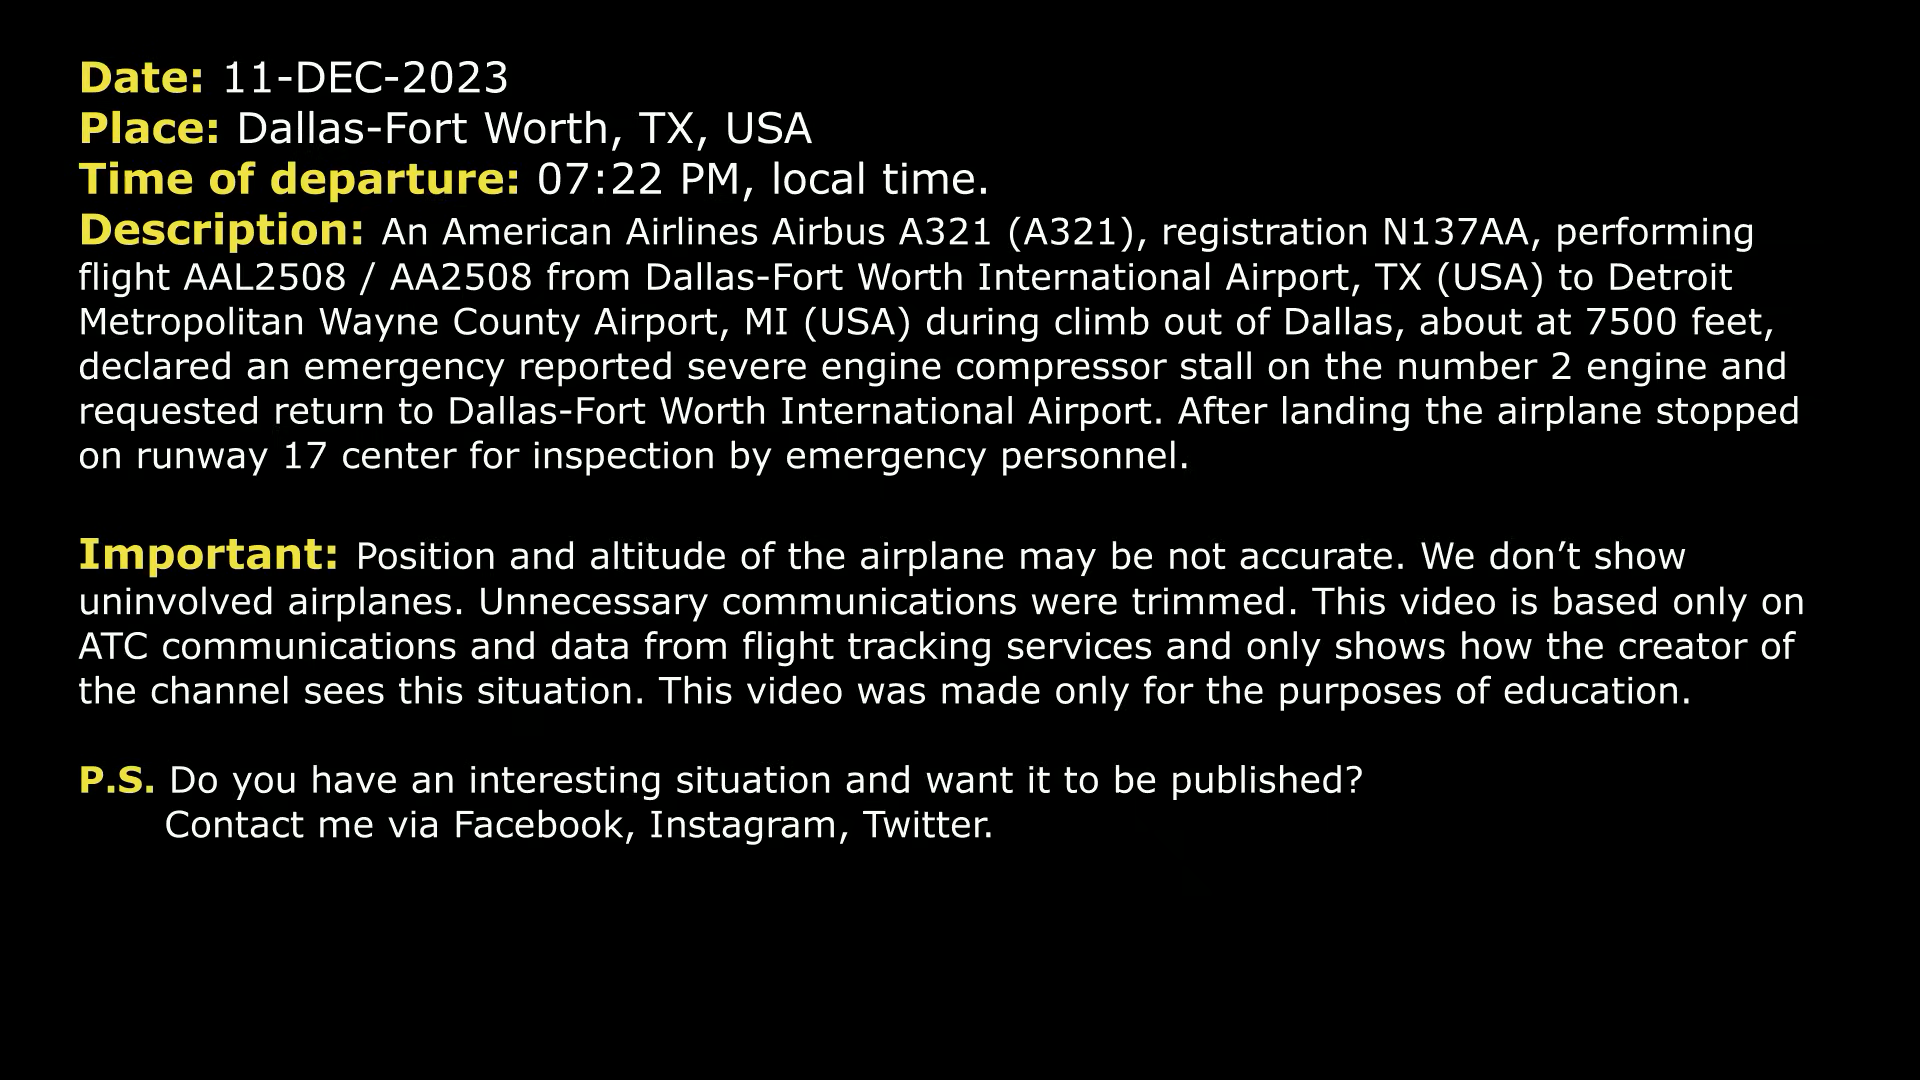 Date: 11-DEC-2023
Place: Dallas-Fort Worth, TX, USA
Time of departure: 07:22 PM, local time.
Description: An American Airlines Airbus A321 (A321), registration N137AA, performing
flight AAL2508 / AA2508 from Dallas-Fort Worth International Airport, TX (USA) to Detroit
Metropolitan Wayne County Airport, MI (USA) during climb out of Dallas, about at 7500 feet,
declared an emergency reported severe engine compressor stall on the number 2 engine and
requested return to Dallas-Fort Worth International Airport. After landing the airplane stopped
on runway 17 center for inspection by emergency personnel.
Important: Position and altitude of the airplane may be not accurate. We don’t show
uninvolved airplanes. Unnecessary communications were trimmed. This video is based only on
ATC communications and data from flight tracking services and only shows how the creator of
the channel sees this situation. This video was made only for the purposes of education.
P.S. Do you have an interesting situation and want it to be published?
Contact me via Facebook, Instagram, Twitter.